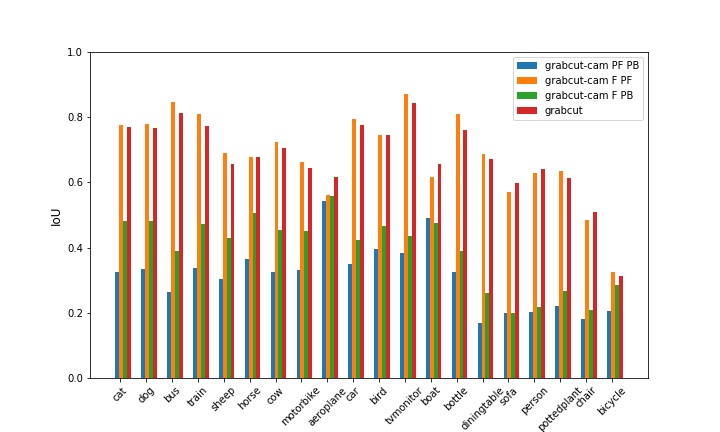 1.0
0.8
0.6
0.4
0.2
0.0
IoU
grabcut-cam PF PB
grabcut-cam F PF
grabcut-cam F PB
grabcut
cat
dog
bus
train
sheep
horse
cow
motorbike
aeroplane
car
bird
tvmonitor
boat
bottle
diningtable
sofa
person
pottedplant
chair
bicycle